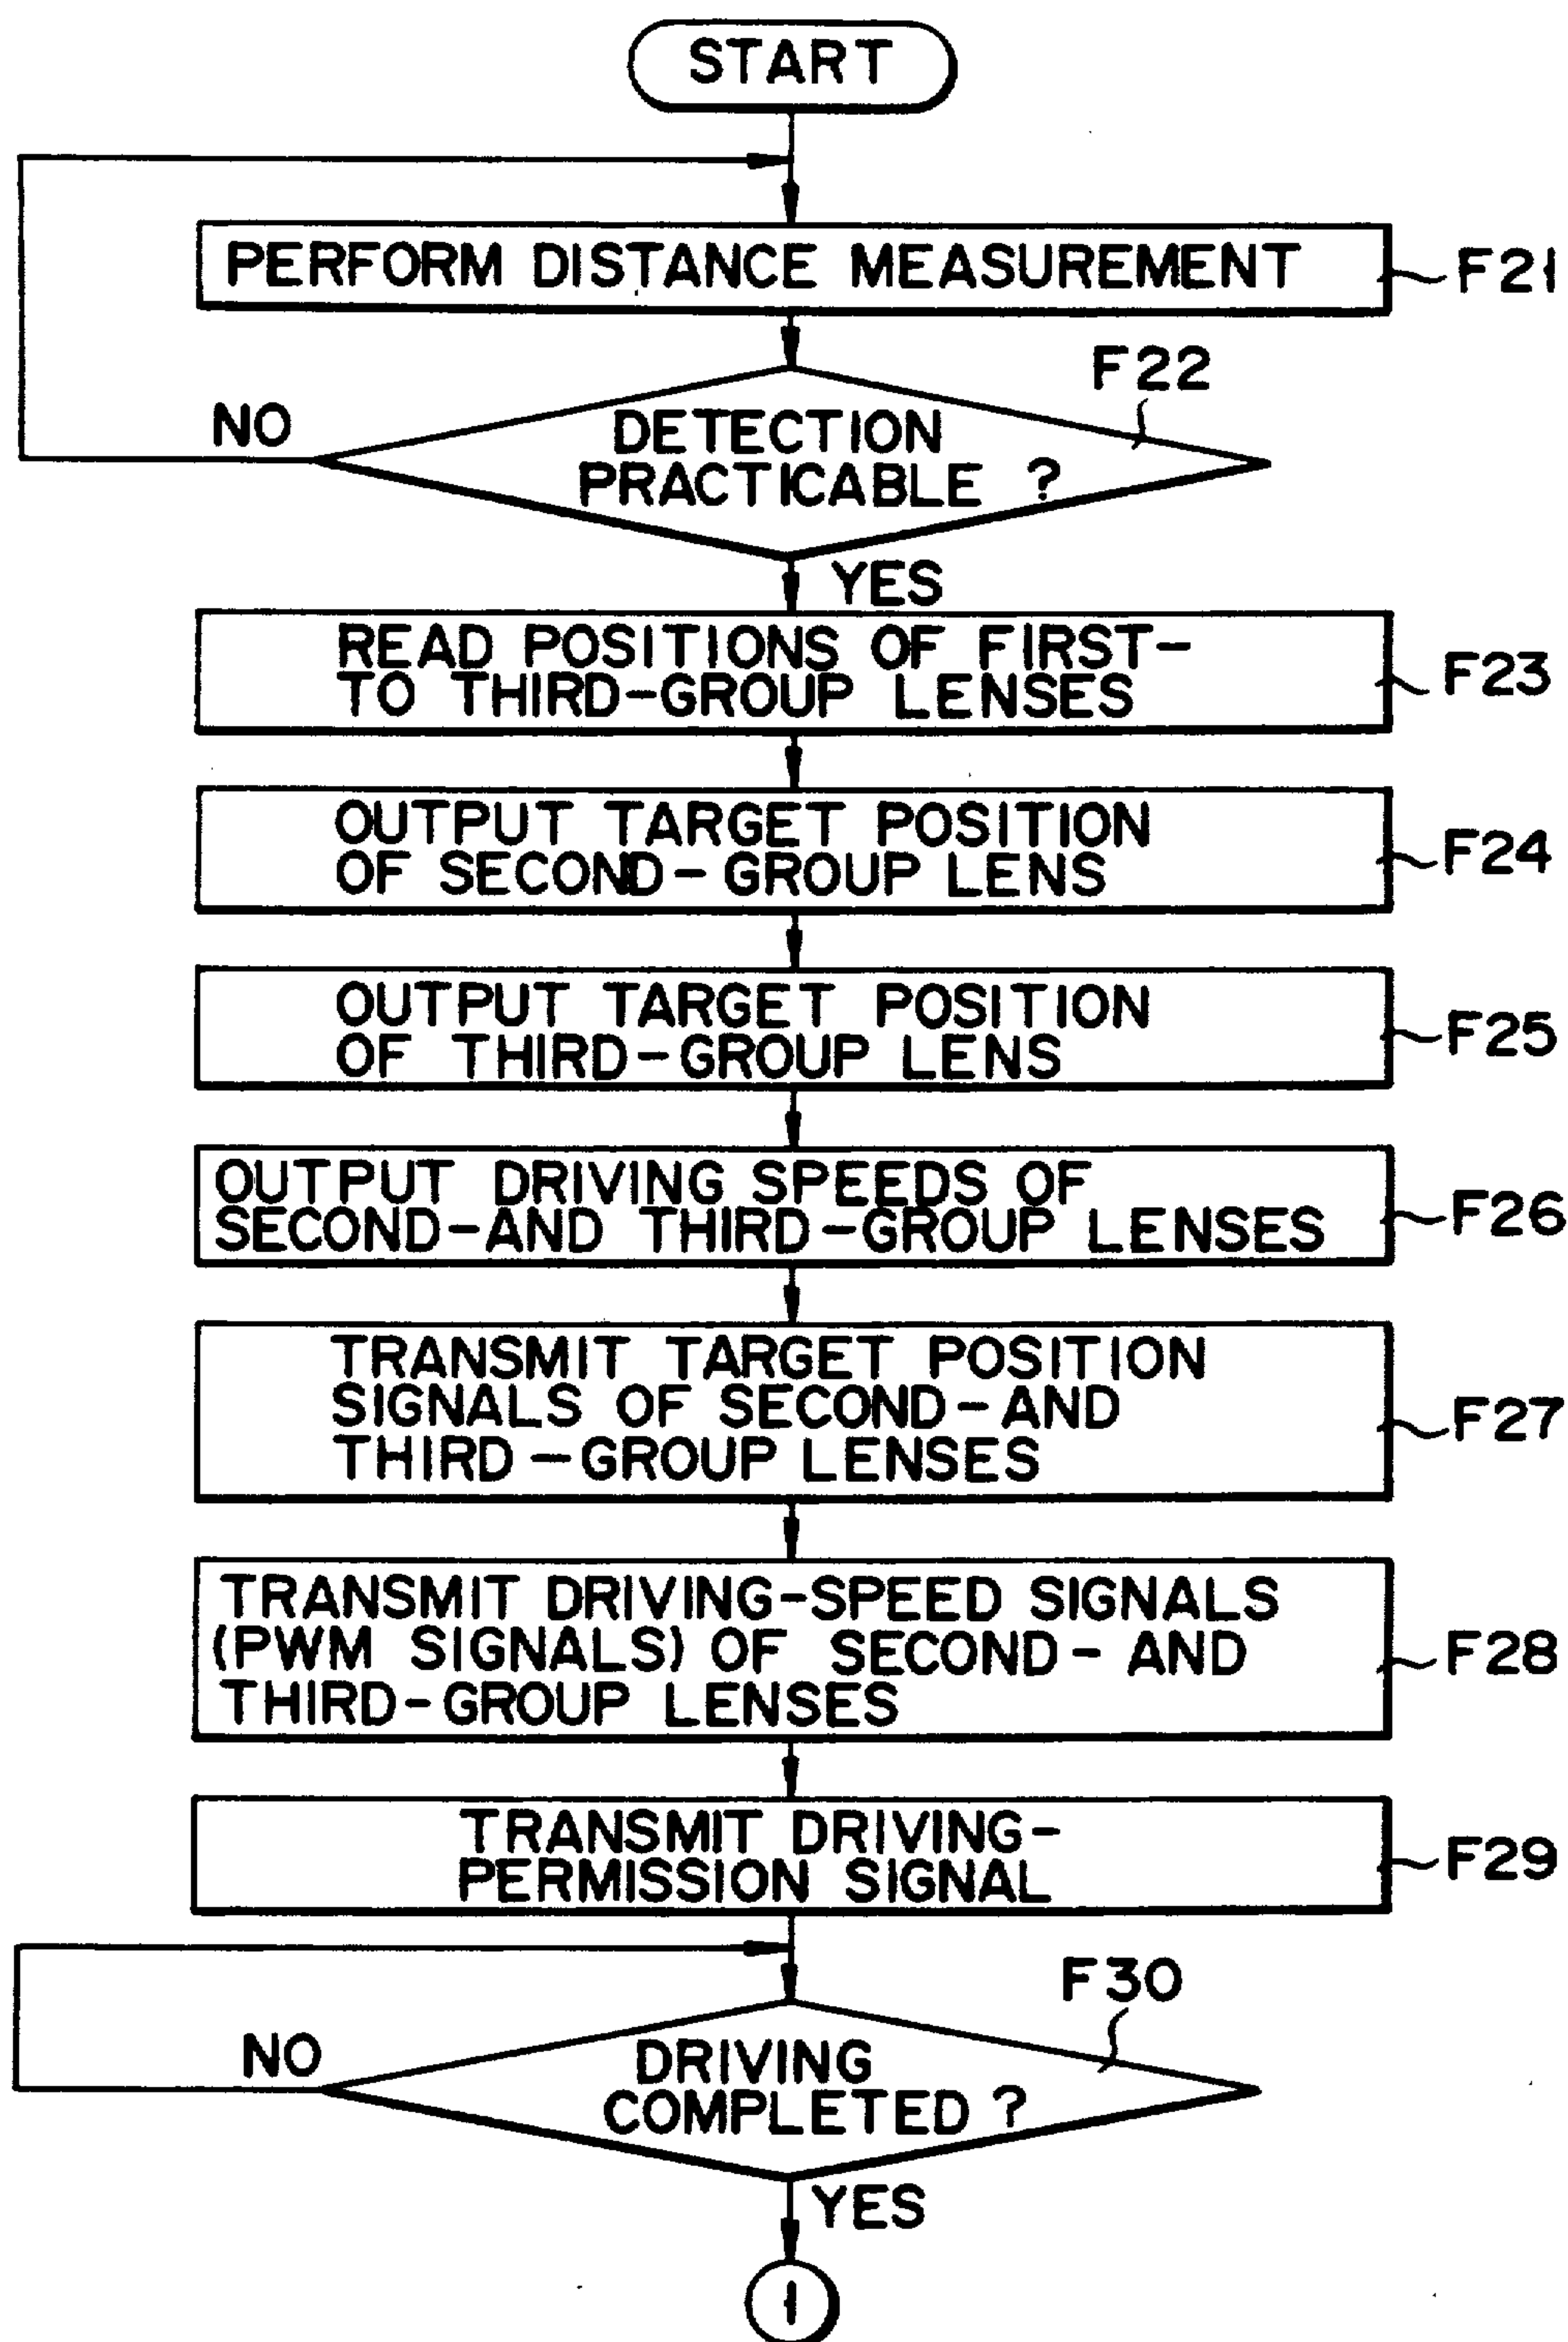 START
PERFORM DISTANCE MEASUREMENT
F21
F22
NO
DETECTION
PRACTICABLE ?
YES
READ POSITIONS OF FIRST-
TO THIRD-GROUP LENSES
F23
OUTPUT TARGET POSITION
OF SECOND-GROUP LENS
F24
OUTPUT TARGET POSITION
OF THIRD-GROUP LENS
F25
OUTPUT DRIVING SPEEDS OF
SECOND-AND THIRD-GROUP LENSES
F26
TRANSMIT TARGET POSITION
SIGNALS OF SECOND-AND
THIRD-GROUP LENSES
F27
TRANSMIT DRIVING-SPEED SIGNALS
(PWM SIGNALS) OF SECOND- AND
THIRD-GROUP LENSES
F28
TRANSMIT DRIVING-
PERMISSION SIGNAL
F29
F30
NO
DRIVING
COMPLETED ?
YES
1